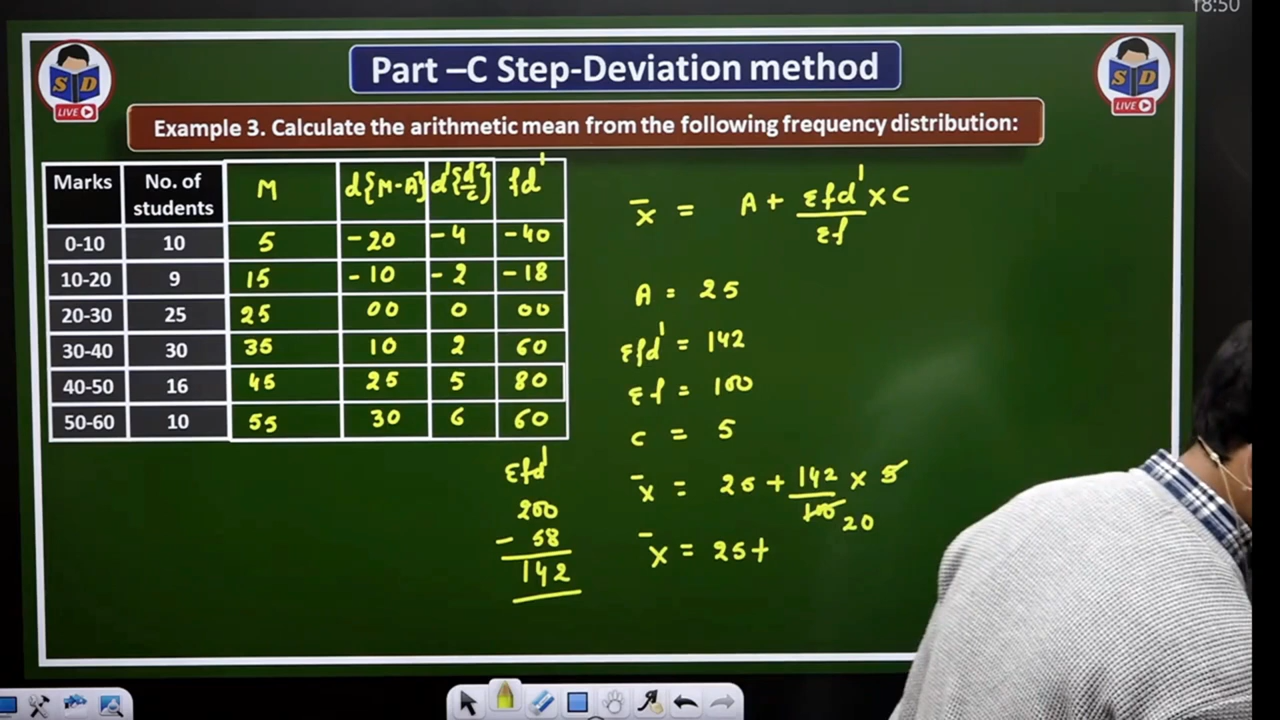 18:50
Part –C Step-Deviation method
S D
LIVE
S D
LIVE
Example 3. Calculate the arithmetic mean from the following frequency distribution:
Marks No. of students M d{M-A} d'{d/c} fd'
0-10 10 5 -20 -4 -40
10-20 9 15 -10 -2 -18
20-30 25 25 00 0 00
30-40 30 35 10 2 60
40-50 16 45 25 5 80
50-60 10 55 30 6 60
Σfd'
200
- 58
142
x̄ = A + Σfd'/Σf x C
A = 25
Σfd' = 142
Σf = 100
c = 5
x̄ = 25 + 142/100 x 5
20
x̄ = 25+